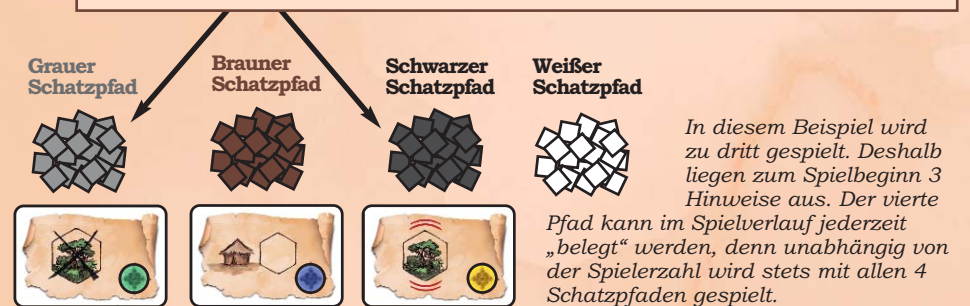 Grauer
Schatzpfad
Brauner
Schatzpfad
Schwarzer
Schatzpfad
Weißer
Schatzpfad
In diesem Beispiel wird
zu dritt gespielt. Deshalb
liegen zum Spielbeginn 3
Hinweise aus. Der vierte
Pfad kann im Spielverlauf jederzeit
„belegt“ werden, denn unabhängig von
der Spielerzahl wird stets mit allen 4
Schatzpfaden gespielt.